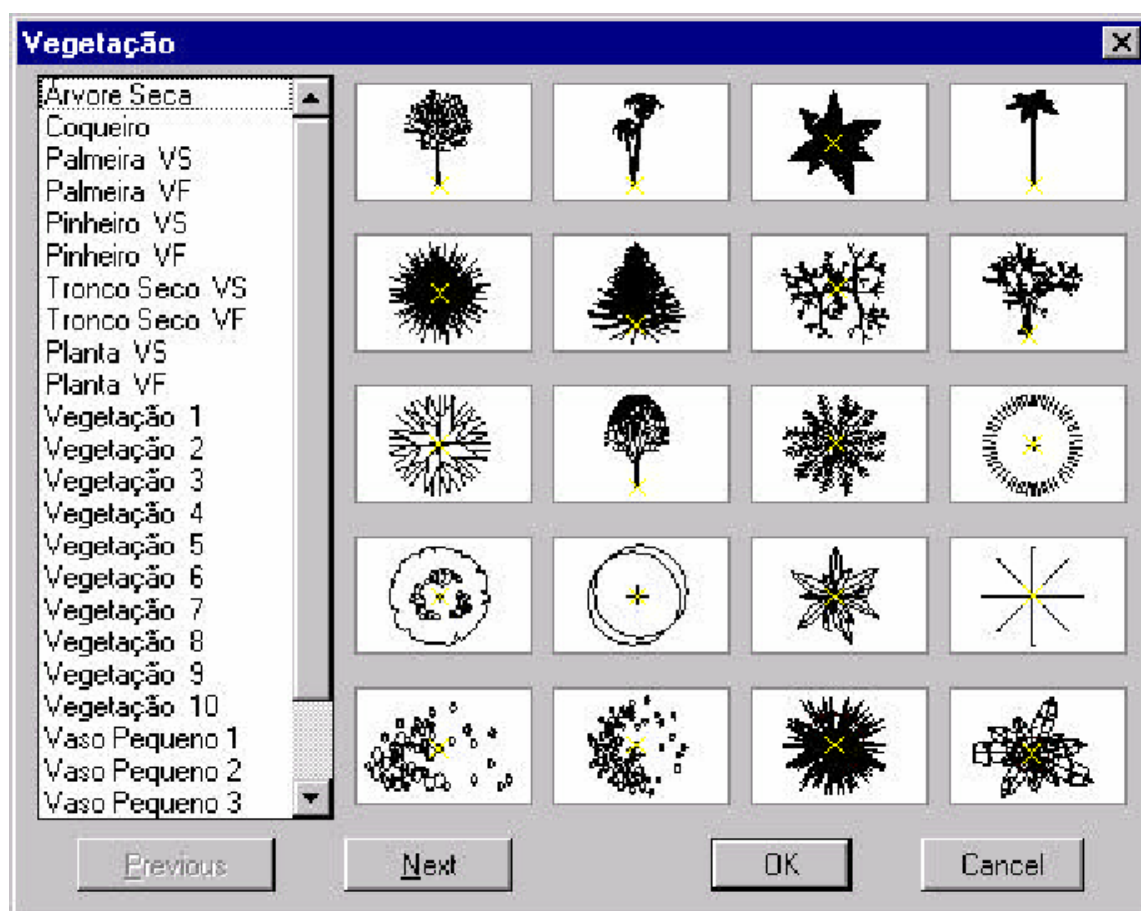 Vegetação
Arvore Seca
Coqueiro
Palmeira VS
Palmeira VF
Pinheiro VS
Pinheiro VF
Tronco Seco VS
Tronco Seco VF
Planta VS
Planta VF
Vegetação 1
Vegetação 2
Vegetação 3
Vegetação 4
Vegetação 5
Vegetação 6
Vegetação 7
Vegetação 8
Vegetação 9
Vegetação 10
Vaso Pequeno 1
Vaso Pequeno 2
Vaso Pequeno 3
Previous
Next
OK
Cancel